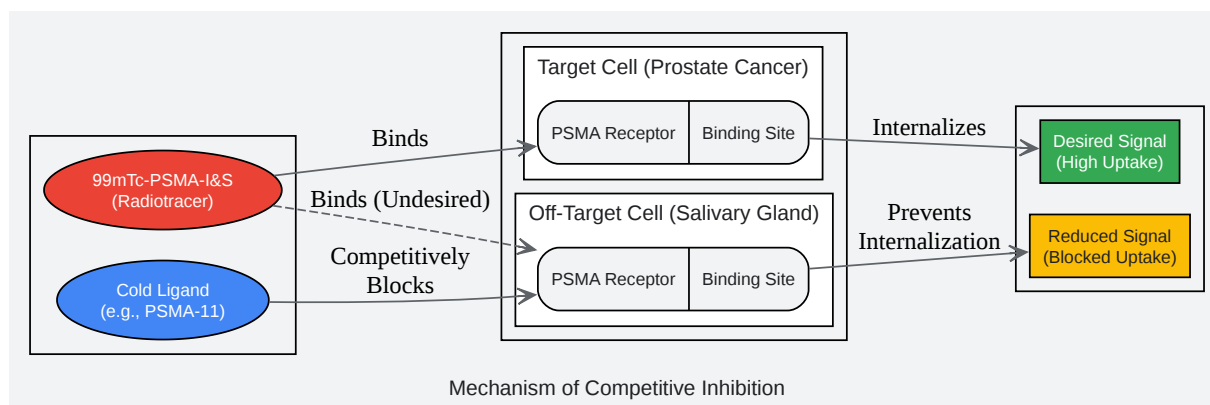 99mTc-PSMA-I&S
(Radiotracer)
Cold Ligand
(e.g., PSMA-11)
Binds
Binds (Undesired)
Competitively
Blocks
Target Cell (Prostate Cancer)
PSMA Receptor
Binding Site
Off-Target Cell (Salivary Gland)
PSMA Receptor
Binding Site
Internalizes
Prevents
Internalization
Desired Signal
(High Uptake)
Reduced Signal
(Blocked Uptake)
Mechanism of Competitive Inhibition